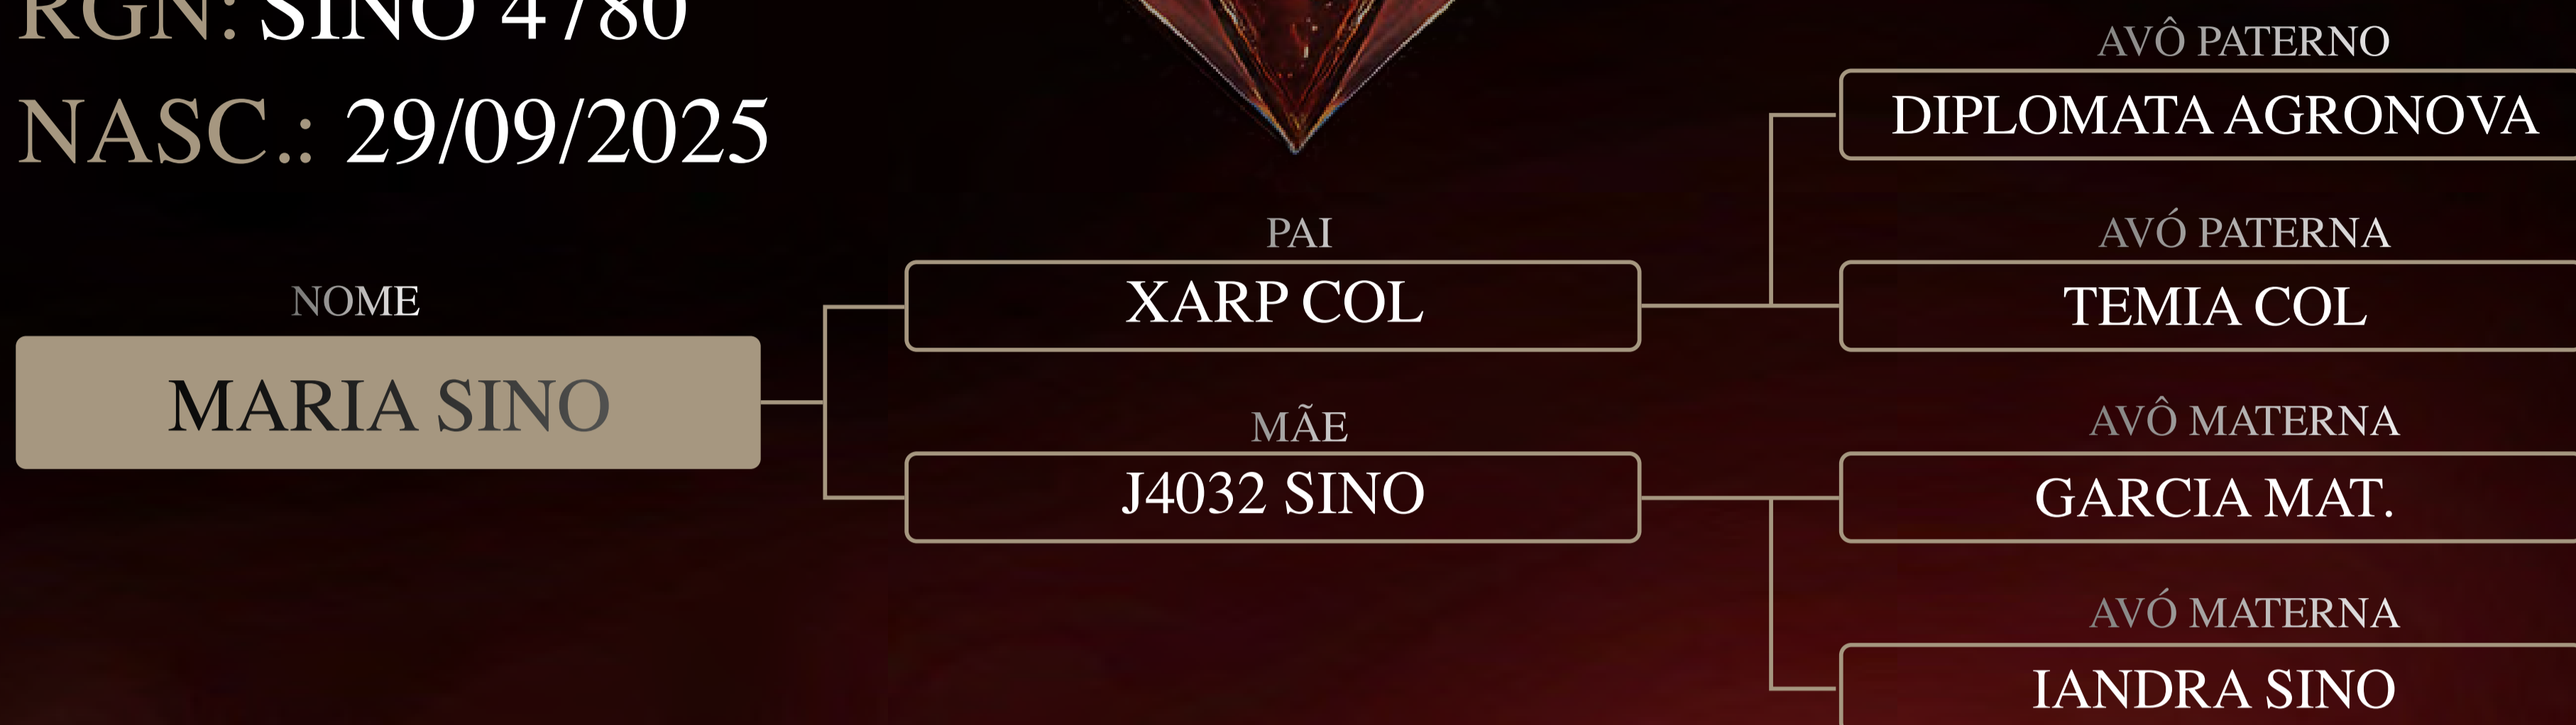 RGN: SINO 4780
NASC.: 29/09/2025
NOME
MARIA SINO
PAI
XARP COL
MÃE
J4032 SINO
AVÔ PATERNO
DIPLOMATA AGRONOVA
AVÓ PATERNA
TEMIA COL
AVÔ MATERNA
GARCIA MAT.
AVÓ MATERNA
IANDRA SINO